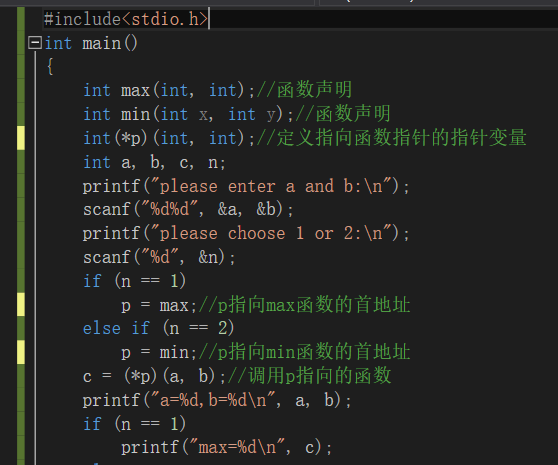 #include<stdio.h>
int main()
{
int max(int, int);//函数声明
int min(int x, int y);//函数声明
int(*p)(int, int);//定义指向函数指针的指针变量
int a, b, c, n;
printf("please enter a and b:\n");
scanf("%d%d", &a, &b);
printf("please choose 1 or 2:\n");
scanf("%d", &n);
if (n == 1)
p = max;//p指向max函数的首地址
else if (n == 2)
p = min;//p指向min函数的首地址
c = (*p)(a, b);//调用p指向的函数
printf("a=%d,b=%d\n", a, b);
if (n == 1)
printf("max=%d\n", c);